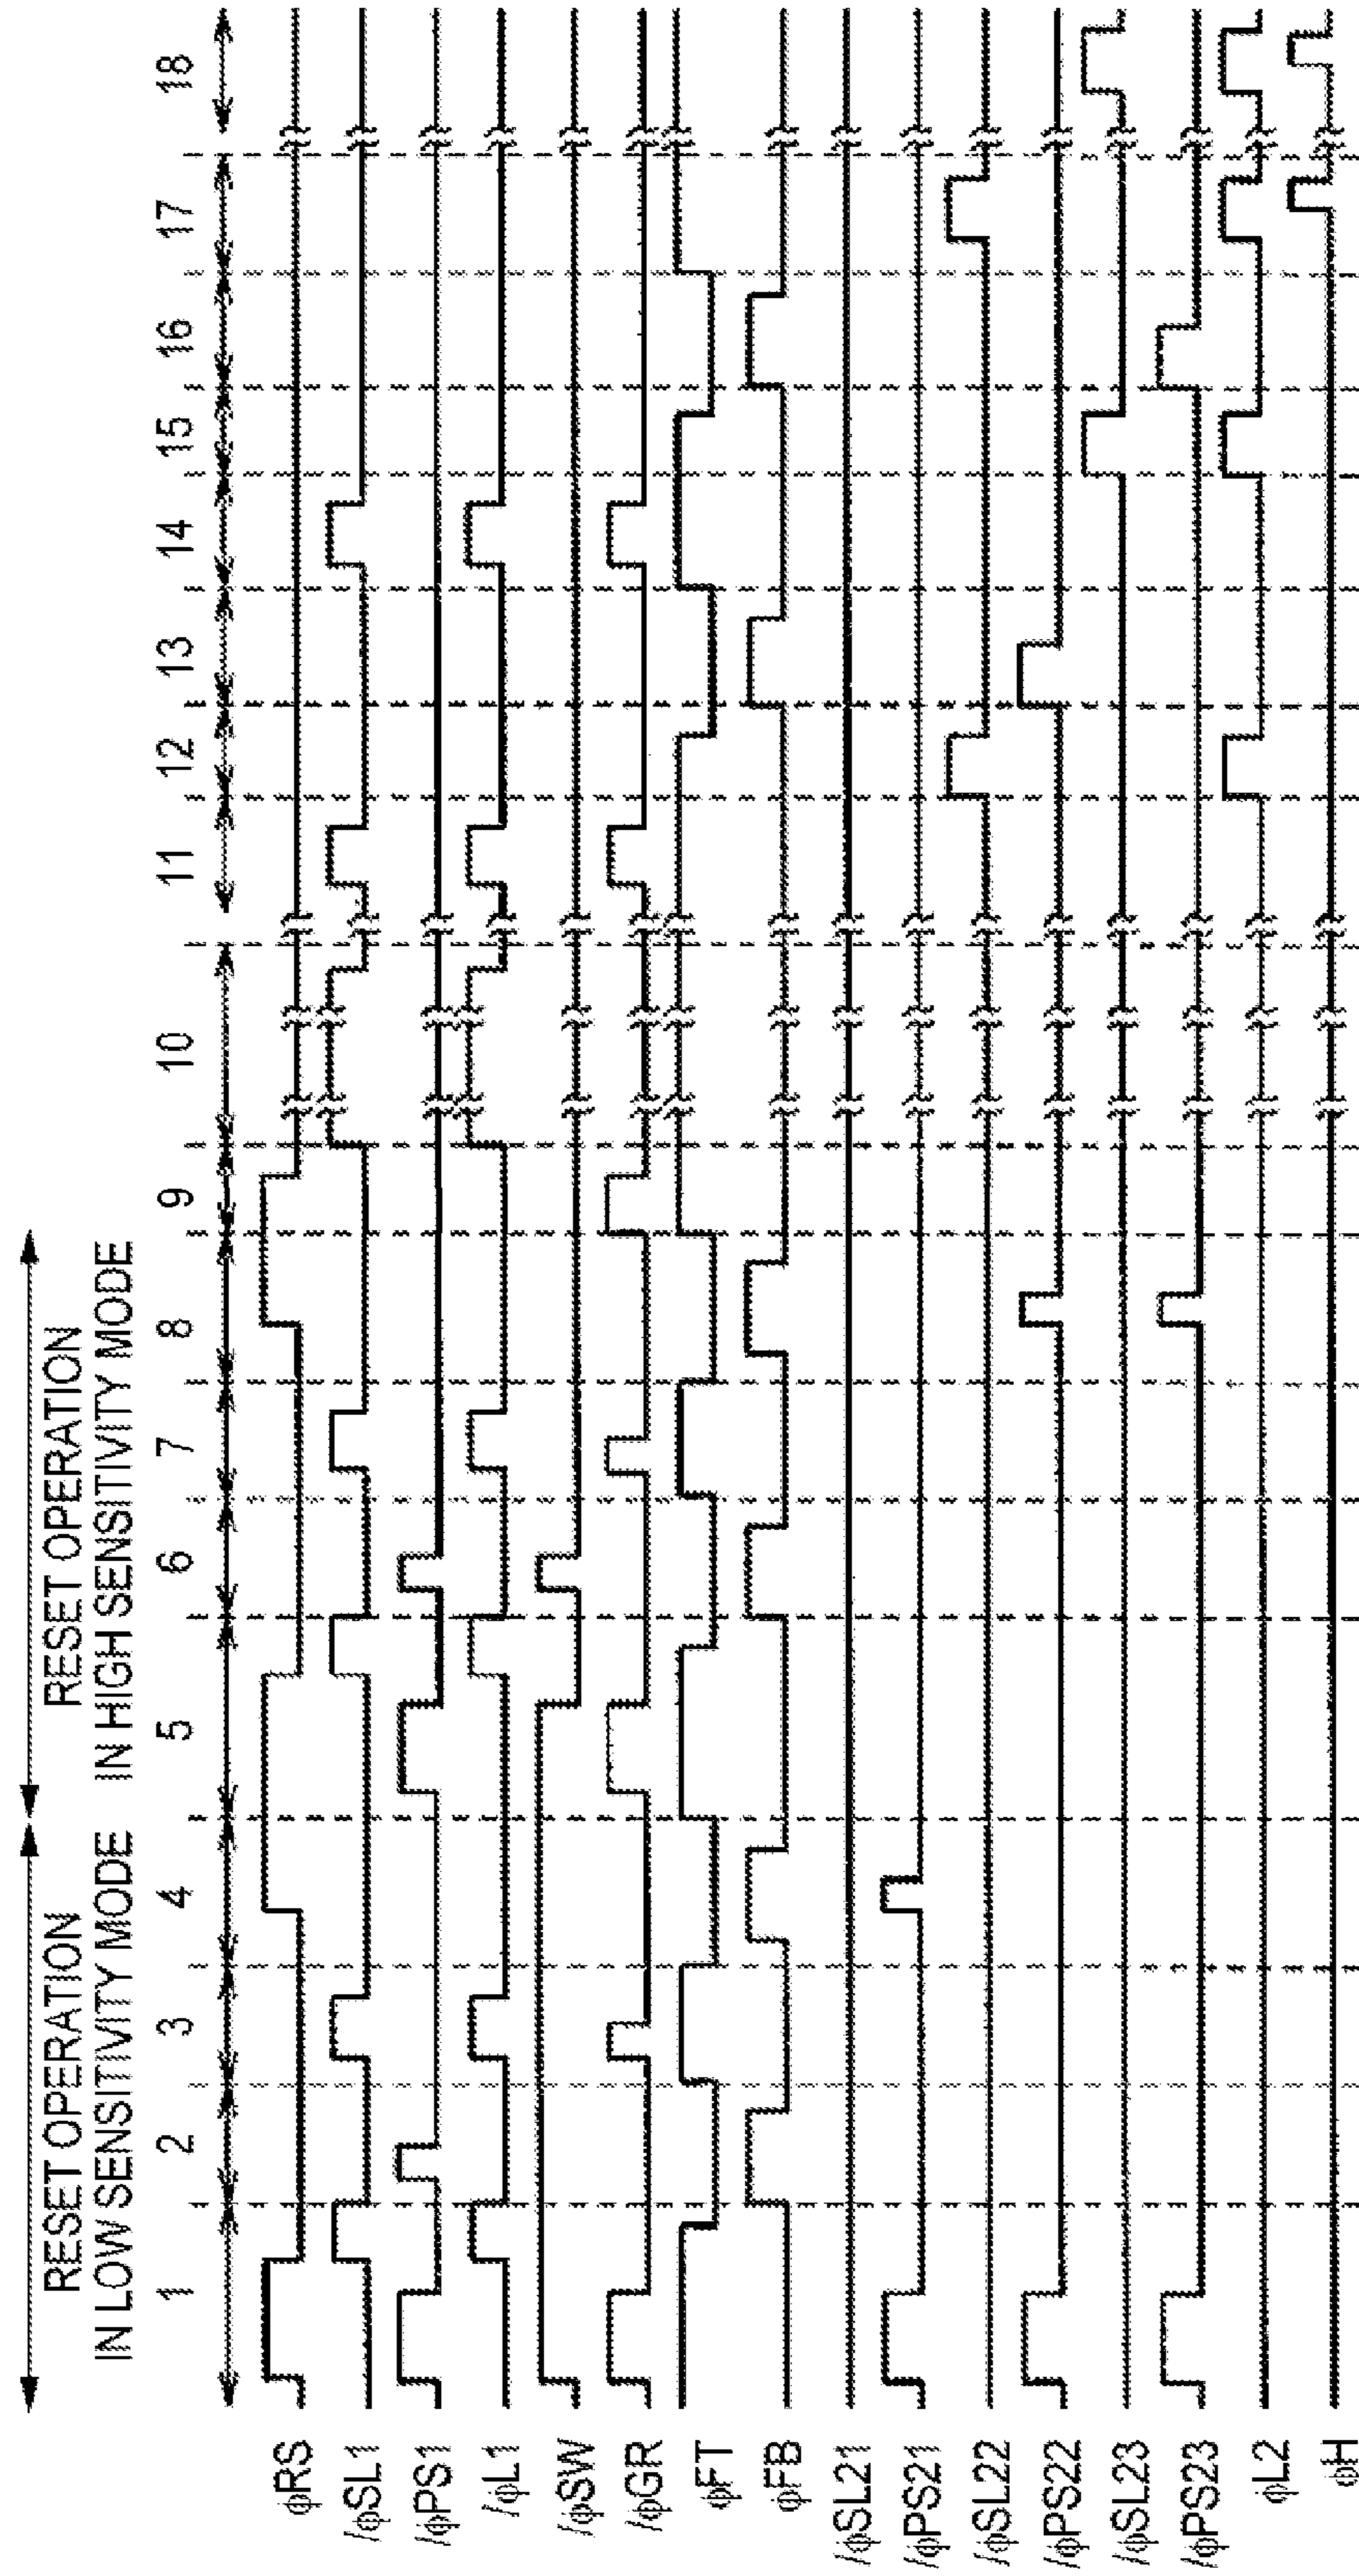 RESET OPERATION
IN LOW SENSITIVITY MODE
RESET OPERATION
IN HIGH SENSITIVITY MODE
1 2 3 4 5 6 7 8 9 10 11 12 13 14 15 16 17 18
ϕRS
/ϕSL1
/ϕPS1
/ϕL1
/ϕSW
/ϕGR
ϕFT
ϕFB
/ϕSL21
/ϕPS21
/ϕSL22
/ϕPS22
/ϕSL23
/ϕPS23
ϕL2
ϕH